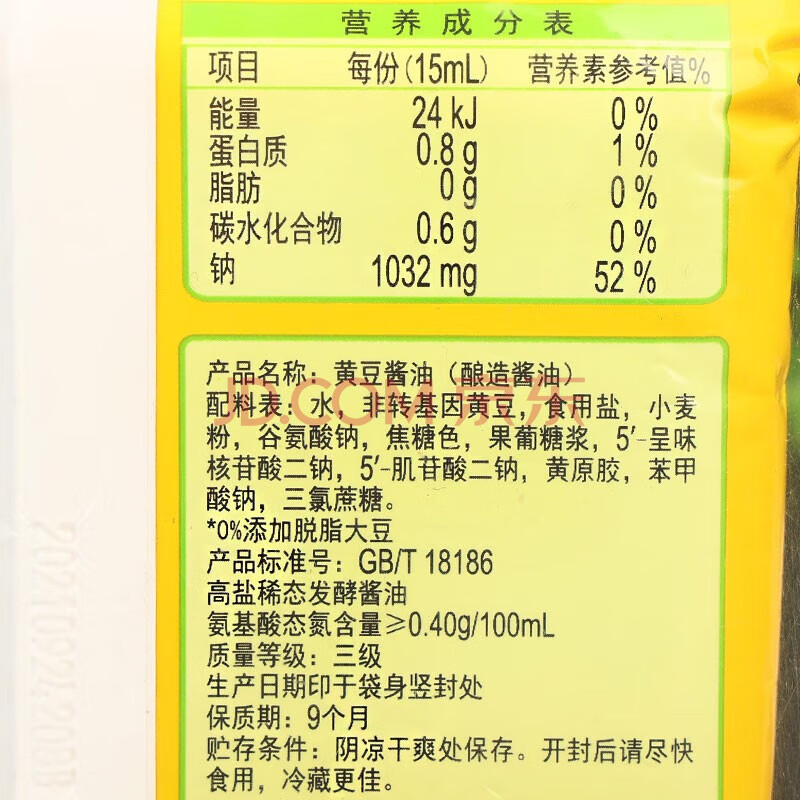 营养成分表
项目 每份(15mL) 营养素参考值%
能量 24 kJ 0 %
蛋白质 0.8 g 1 %
脂肪 0 g 0 %
碳水化合物 0.6 g 0 %
钠 1032 mg 52 %
产品名称：黄豆酱油（酿造酱油）
JD.COM 京东
配料表：水，非转基因黄豆，食用盐，小麦
粉，谷氨酸钠，焦糖色，果葡糖浆，5′-呈味
核苷酸二钠，5′-肌苷酸二钠，黄原胶，苯甲
酸钠，三氯蔗糖。
*0%添加脱脂大豆
产品标准号：GB/T 18186
高盐稀态发酵酱油
氨基酸态氮含量≥0.40g/100mL
质量等级：三级
生产日期印于袋身竖封处
保质期：9个月
贮存条件：阴凉干爽处保存。开封后请尽快
食用，冷藏更佳。